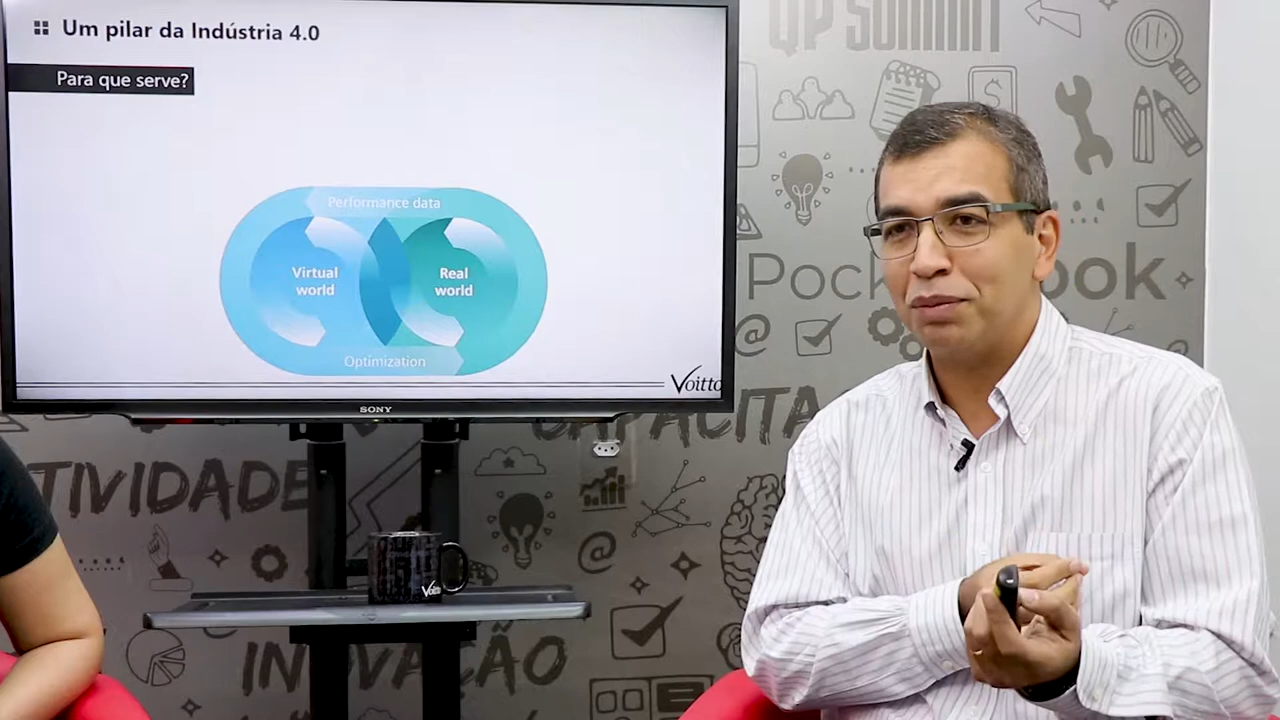 Um pilar da Indústria 4.0
Para que serve?
Performance data
Virtual
world
Real
world
Optimization
Voitto
SONY
QP SUMMIT
Pock
ook
CAPACITA
TIVIDADE
INOVAÇÃO
Voitto